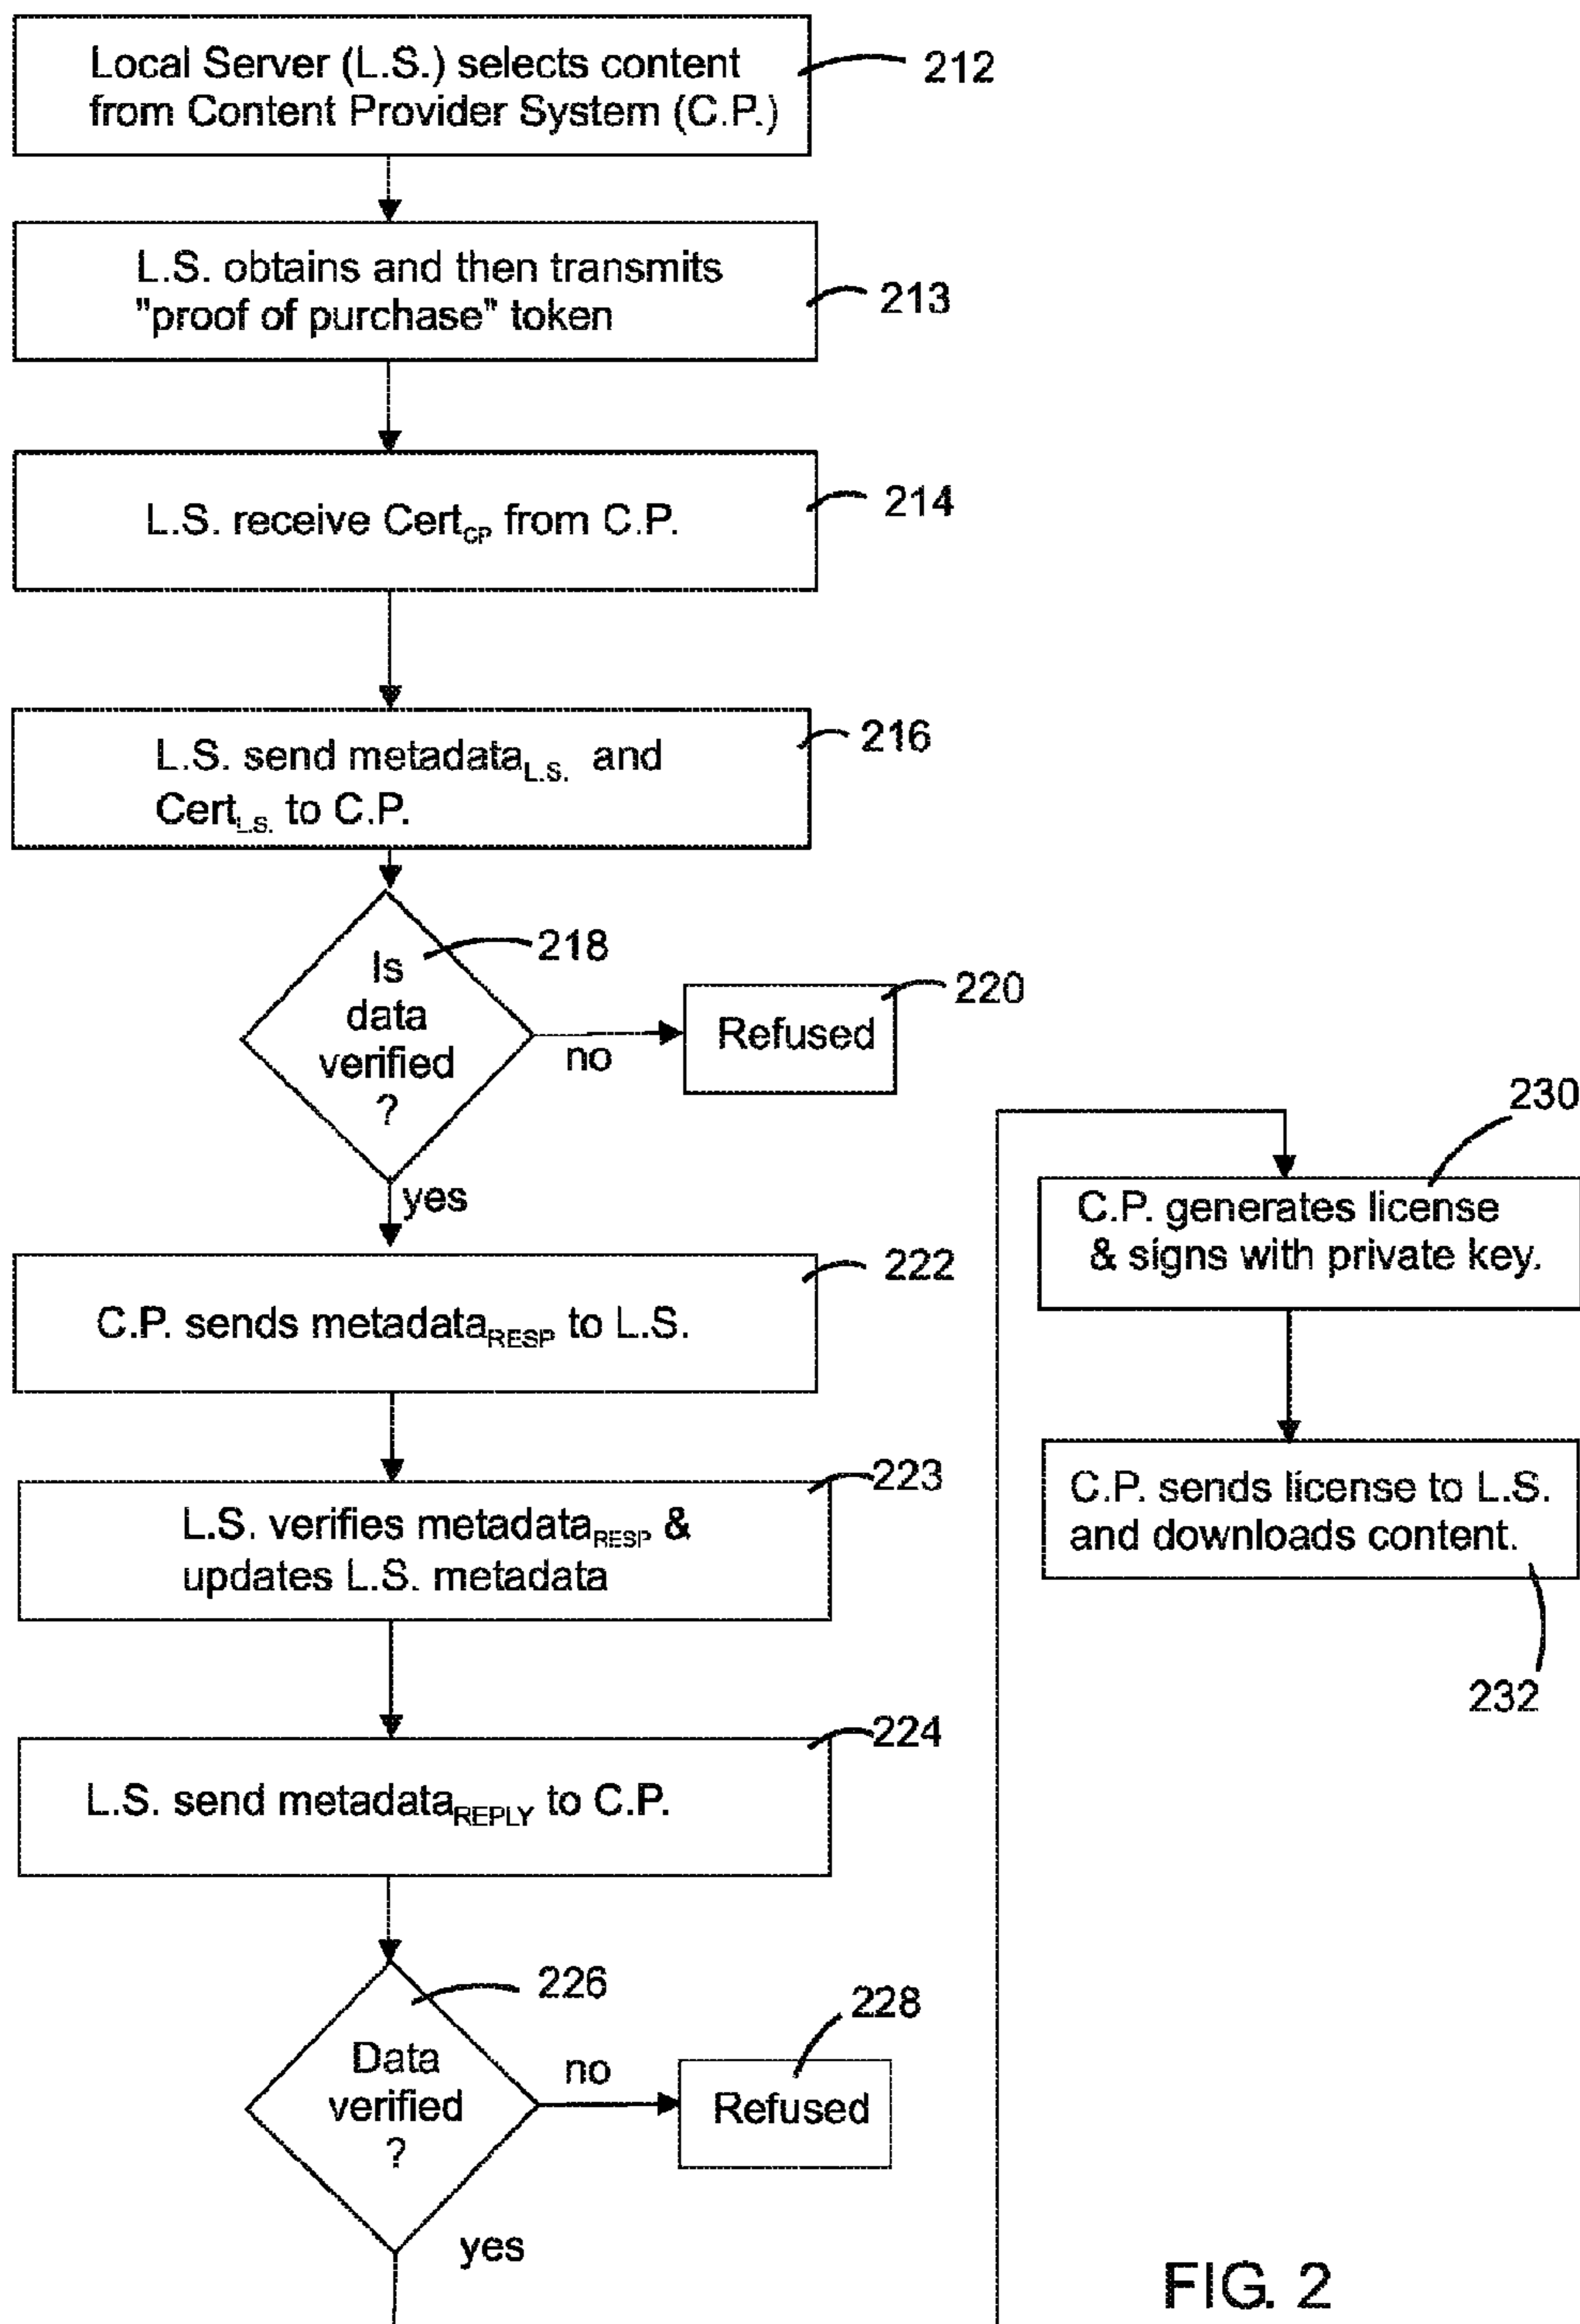 Local Server (L.S.) selects content
from Content Provider System (C.P.)
212
L.S. obtains and then transmits
"proof of purchase" token
213
L.S. receive CertCP from C.P.
214
L.S. send metadataL.S. and
CertL.S. to C.P.
216
Is
data
verified
?
218
no
Refused
220
yes
C.P. sends metadataRESP to L.S.
222
L.S. verifies metadataRESP &
updates L.S. metadata
223
L.S. send metadataREPLY to C.P.
224
Data
verified
?
226
no
Refused
228
yes
C.P. generates license
& signs with private key.
230
C.P. sends license to L.S.
and downloads content.
232
FIG. 2